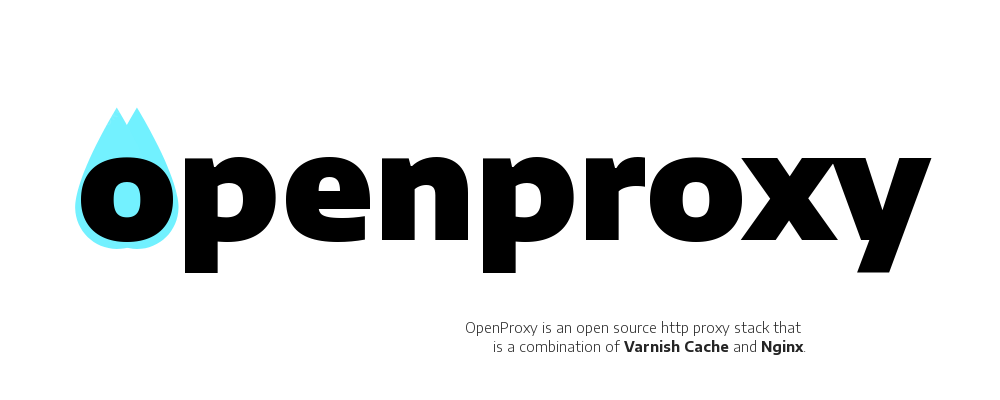 openproxy
OpenProxy is an open source http proxy stack that
is a combination of Varnish Cache and Nginx.